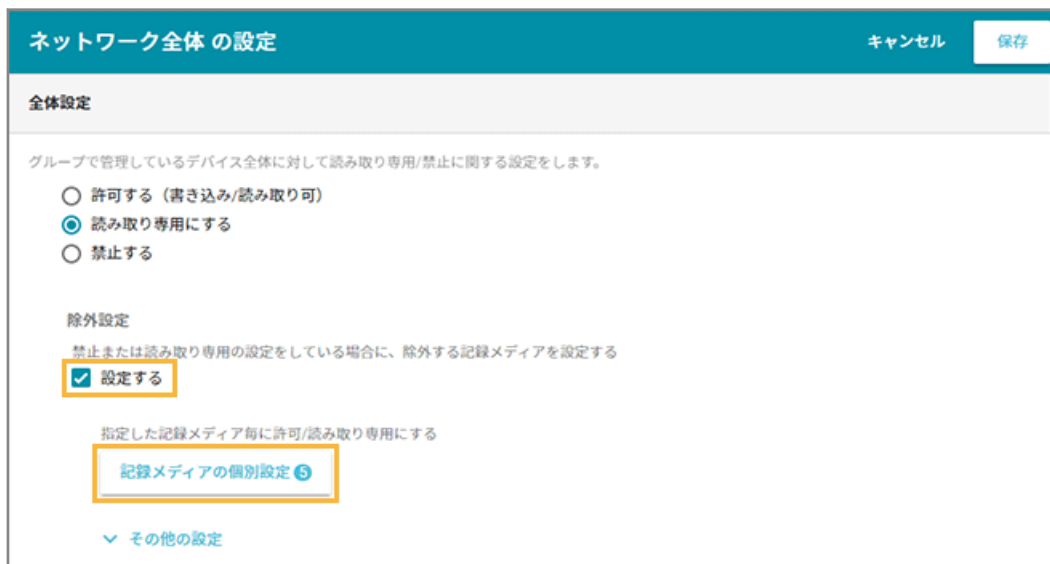 ネットワーク全体 の設定
キャンセル
保存
全体設定
グループで管理しているデバイス全体に対して読み取り専用/禁止に関する設定をします。
許可する（書き込み/読み取り可）
読み取り専用にする
禁止する
除外設定
禁止または読み取り専用の設定をしている場合に、除外する記録メディアを設定する
設定する
指定した記録メディア毎に許可/読み取り専用にする
記録メディアの個別設定 5
その他の設定